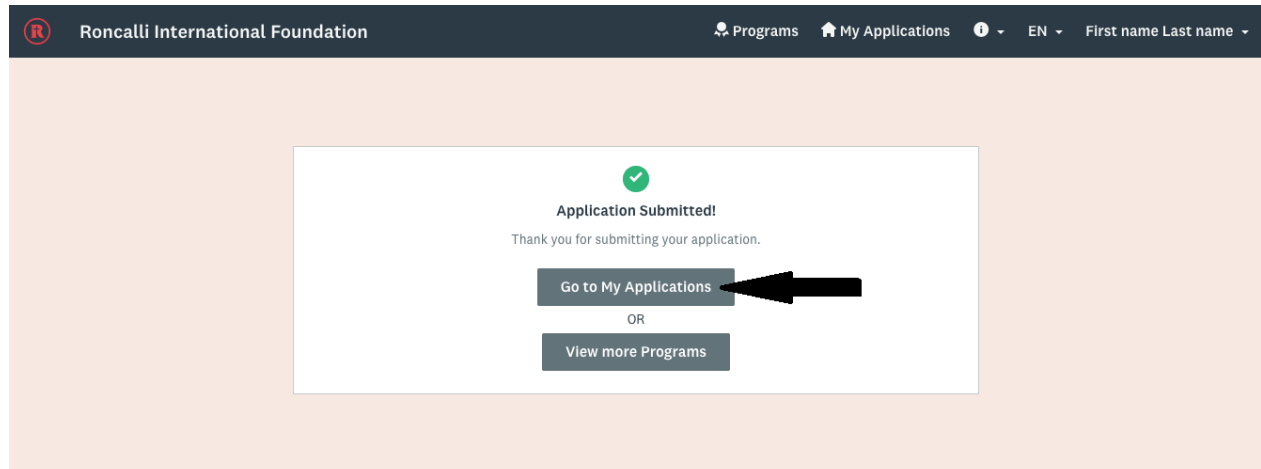 R Roncalli International Foundation Programs My Applications EN First name Last name
Application Submitted!
Thank you for submitting your application.
Go to My Applications
OR
View more Programs